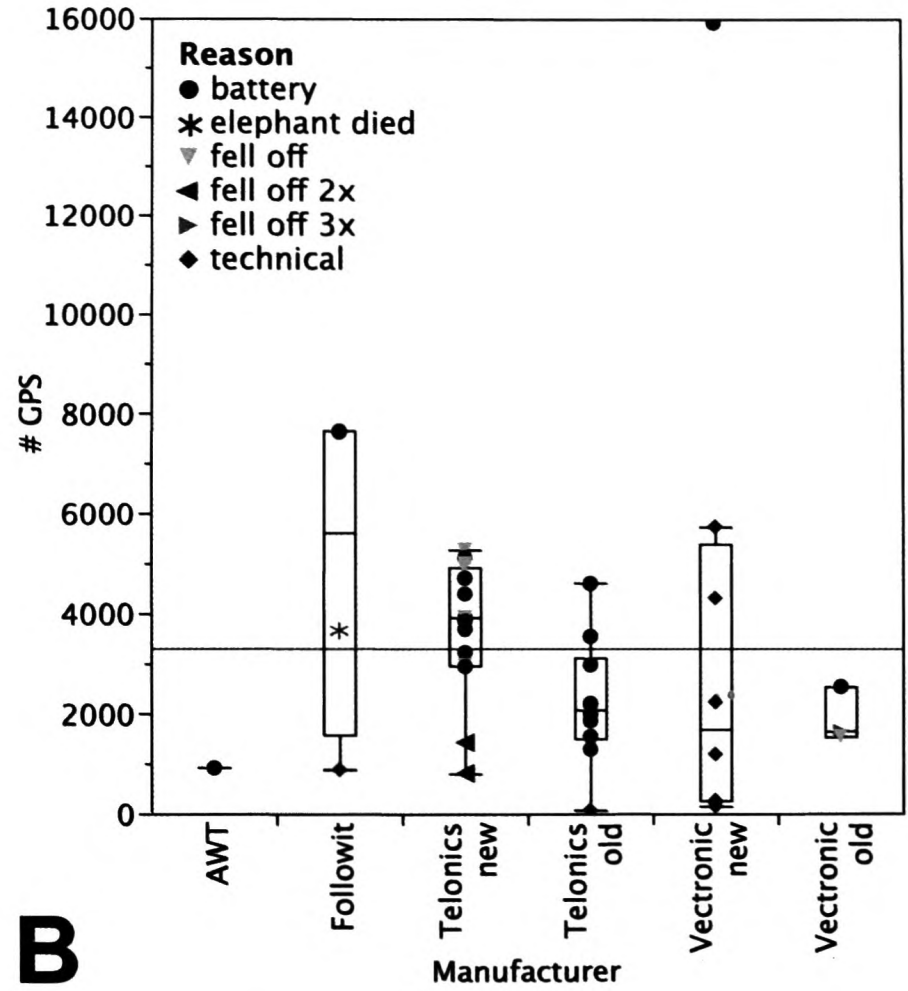 16000
14000
12000
10000
8000
6000
4000
2000
0
# GPS
Reason
battery
elephant died
fell off
fell off 2x
fell off 3x
technical
AWT
Followit
Telonics
new
Telonics
old
Vectronic
new
Vectronic
old
Manufacturer
B